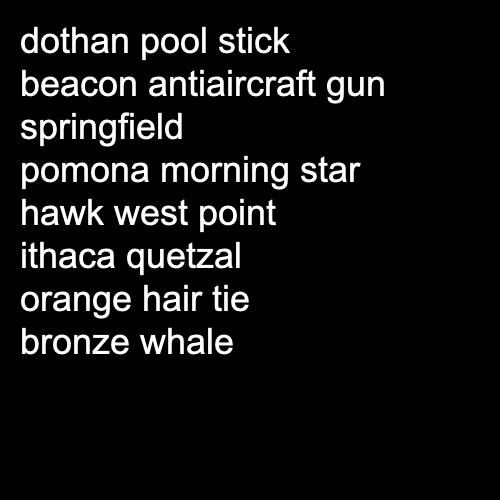 dothan pool stick
beacon antiaircraft gun
springfield
pomona morning star
hawk west point
ithaca quetzal
orange hair tie
bronze whale